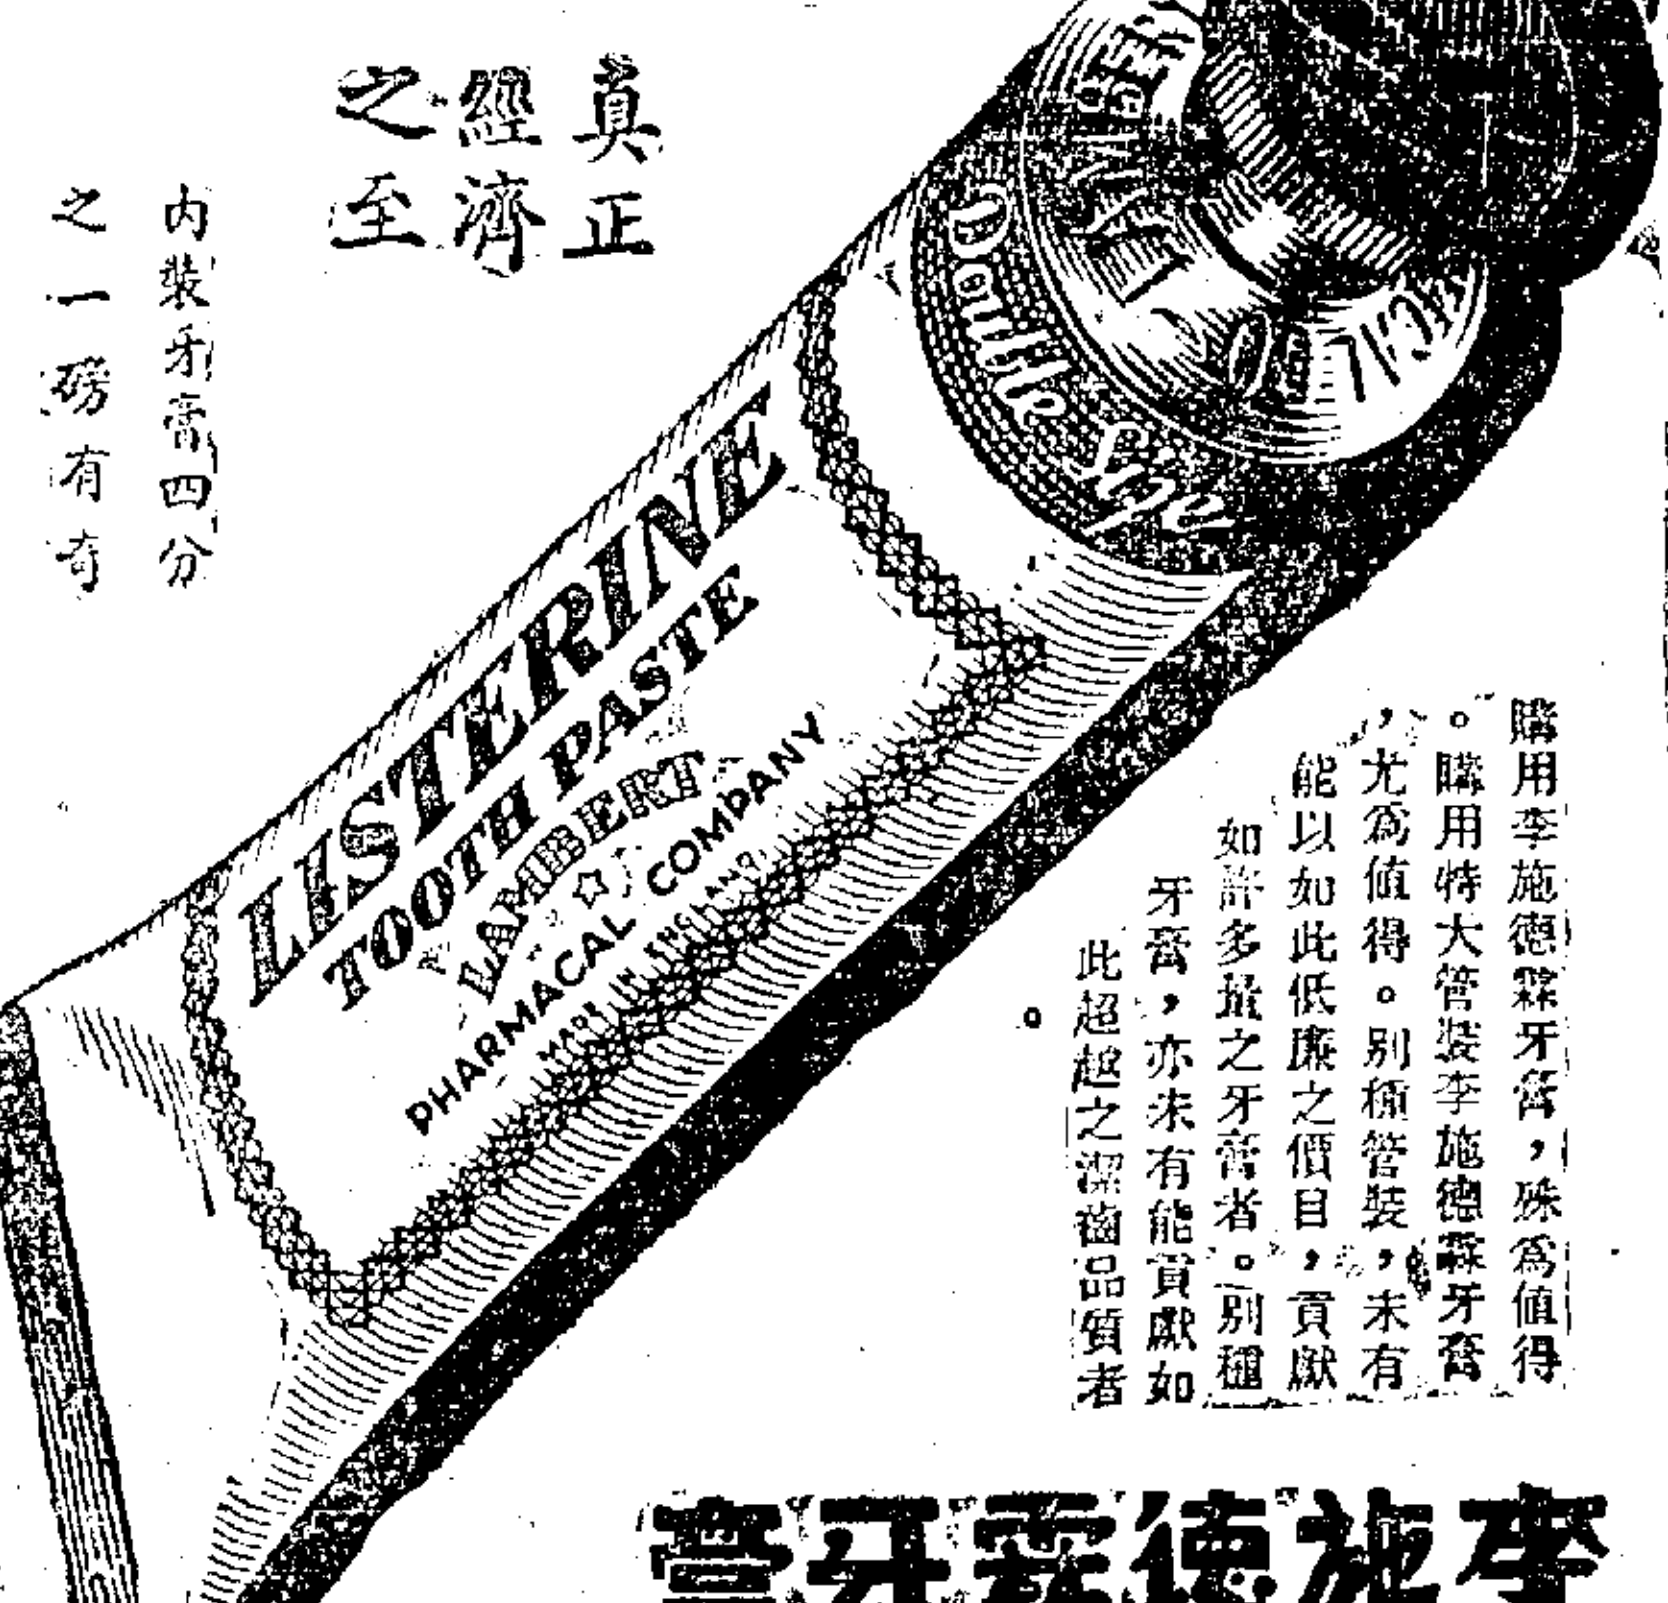 真正
經濟
之至
內裝牙膏四分
之一磅有奇
Double Size
LISTERINE
TOOTH PASTE
LAMBERT
PHARMACAL COMPANY
MADE IN ENGLAND
購用李施德霖牙膏,殊為值得
。購用特大管裝李施德霖牙膏
,尤為值得。別種管裝,未有
能以如此低廉之價目,貢獻
如許多量之牙膏者。別種
牙膏,亦未有能貢獻如
此超越之潔齒品質者
。
李施德霖牙膏